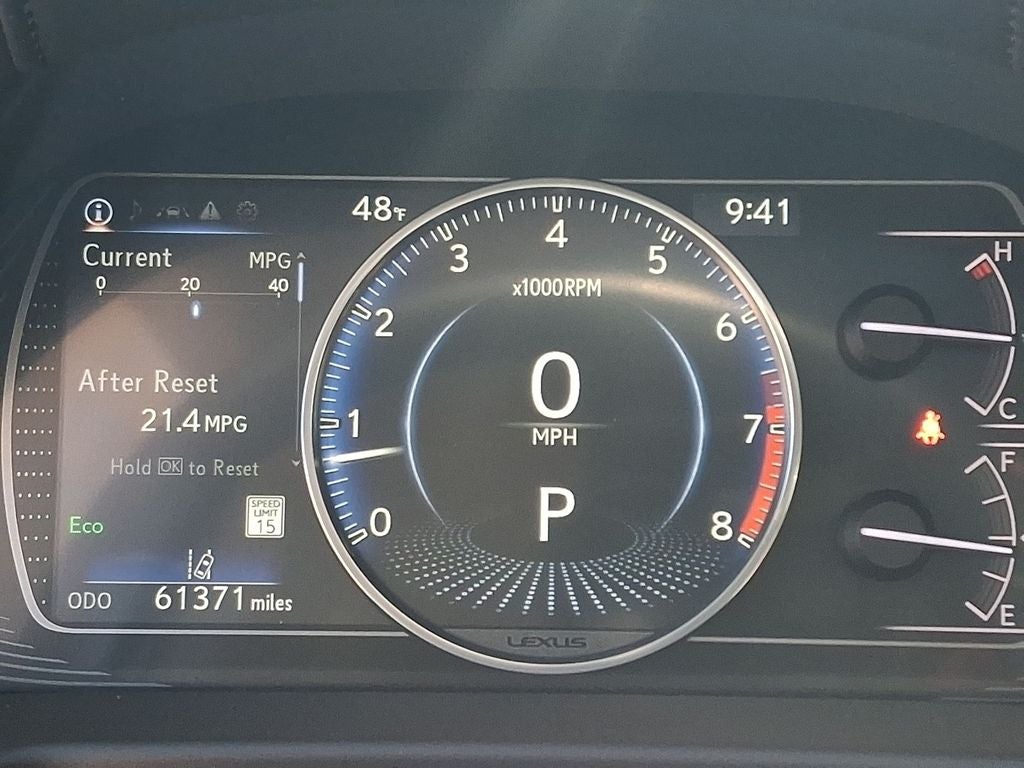 48°F
9:41
Current MPG
0 20 40
After Reset
21.4 MPG
Hold OK to Reset
Eco
SPEED
LIMIT
15
ODO 61371 miles
0
1
2
3
4
5
6
7
8
x1000RPM
0
MPH
P
LEXUS
H
C
F
E